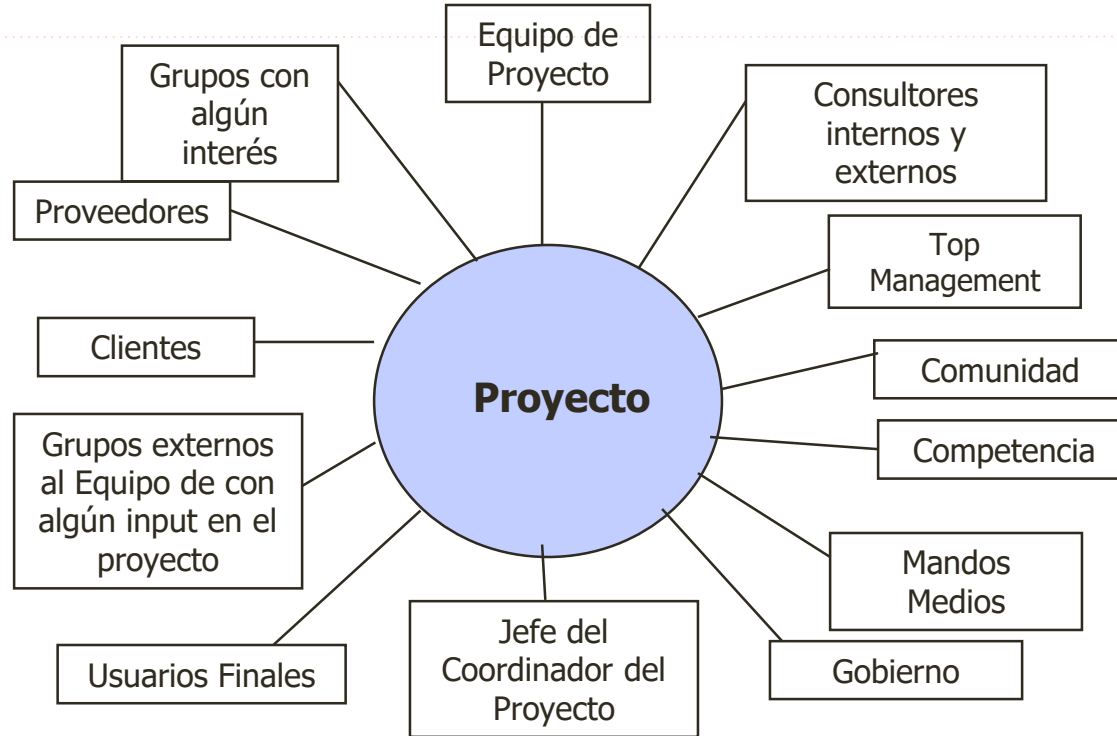 Equipo de
Proyecto
Grupos con
algún
interés
Consultores
internos y
externos
Proveedores
Top
Management
Clientes
Comunidad
Proyecto
Competencia
Grupos externos
al Equipo de con
algún input en el
proyecto
Mandos
Medios
Jefe del
Coordinador del
Proyecto
Usuarios Finales
Gobierno